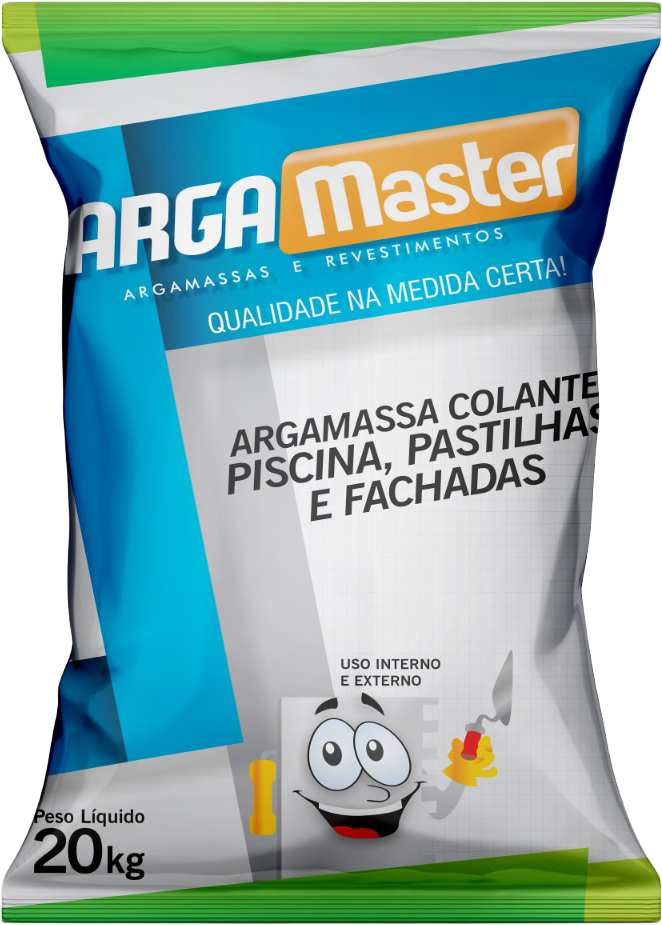 ARGAMaster
ARGAMASSAS E REVESTIMENTOS
QUALIDADE NA MEDIDA CERTA!
ARGAMASSA COLANTE
PISCINA, PASTILHAS
E FACHADAS
USO INTERNO
E EXTERNO
Peso Líquido
20kg